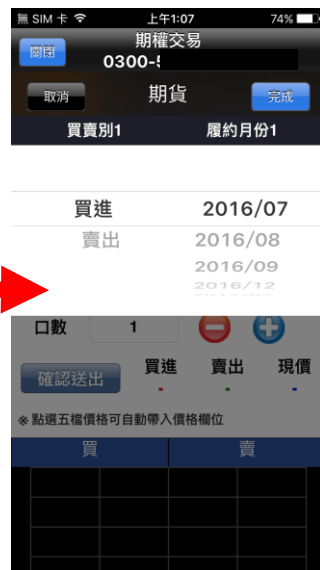 無 SIM 卡 上午1:07 74%
關閉 期權交易
0300-
取消 期貨 完成
買賣別1 履約月份1
買進 2016/07
賣出 2016/08
2016/09
2016/12
口數 1
確認送出 買進 賣出 現價
- - -
※ 點選五檔價格可自動帶入價格欄位
買 賣